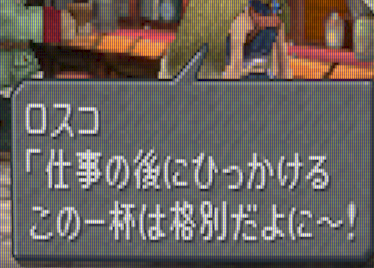 ロスコ
「仕事の後にひっかける
この一杯は格別だよに～！